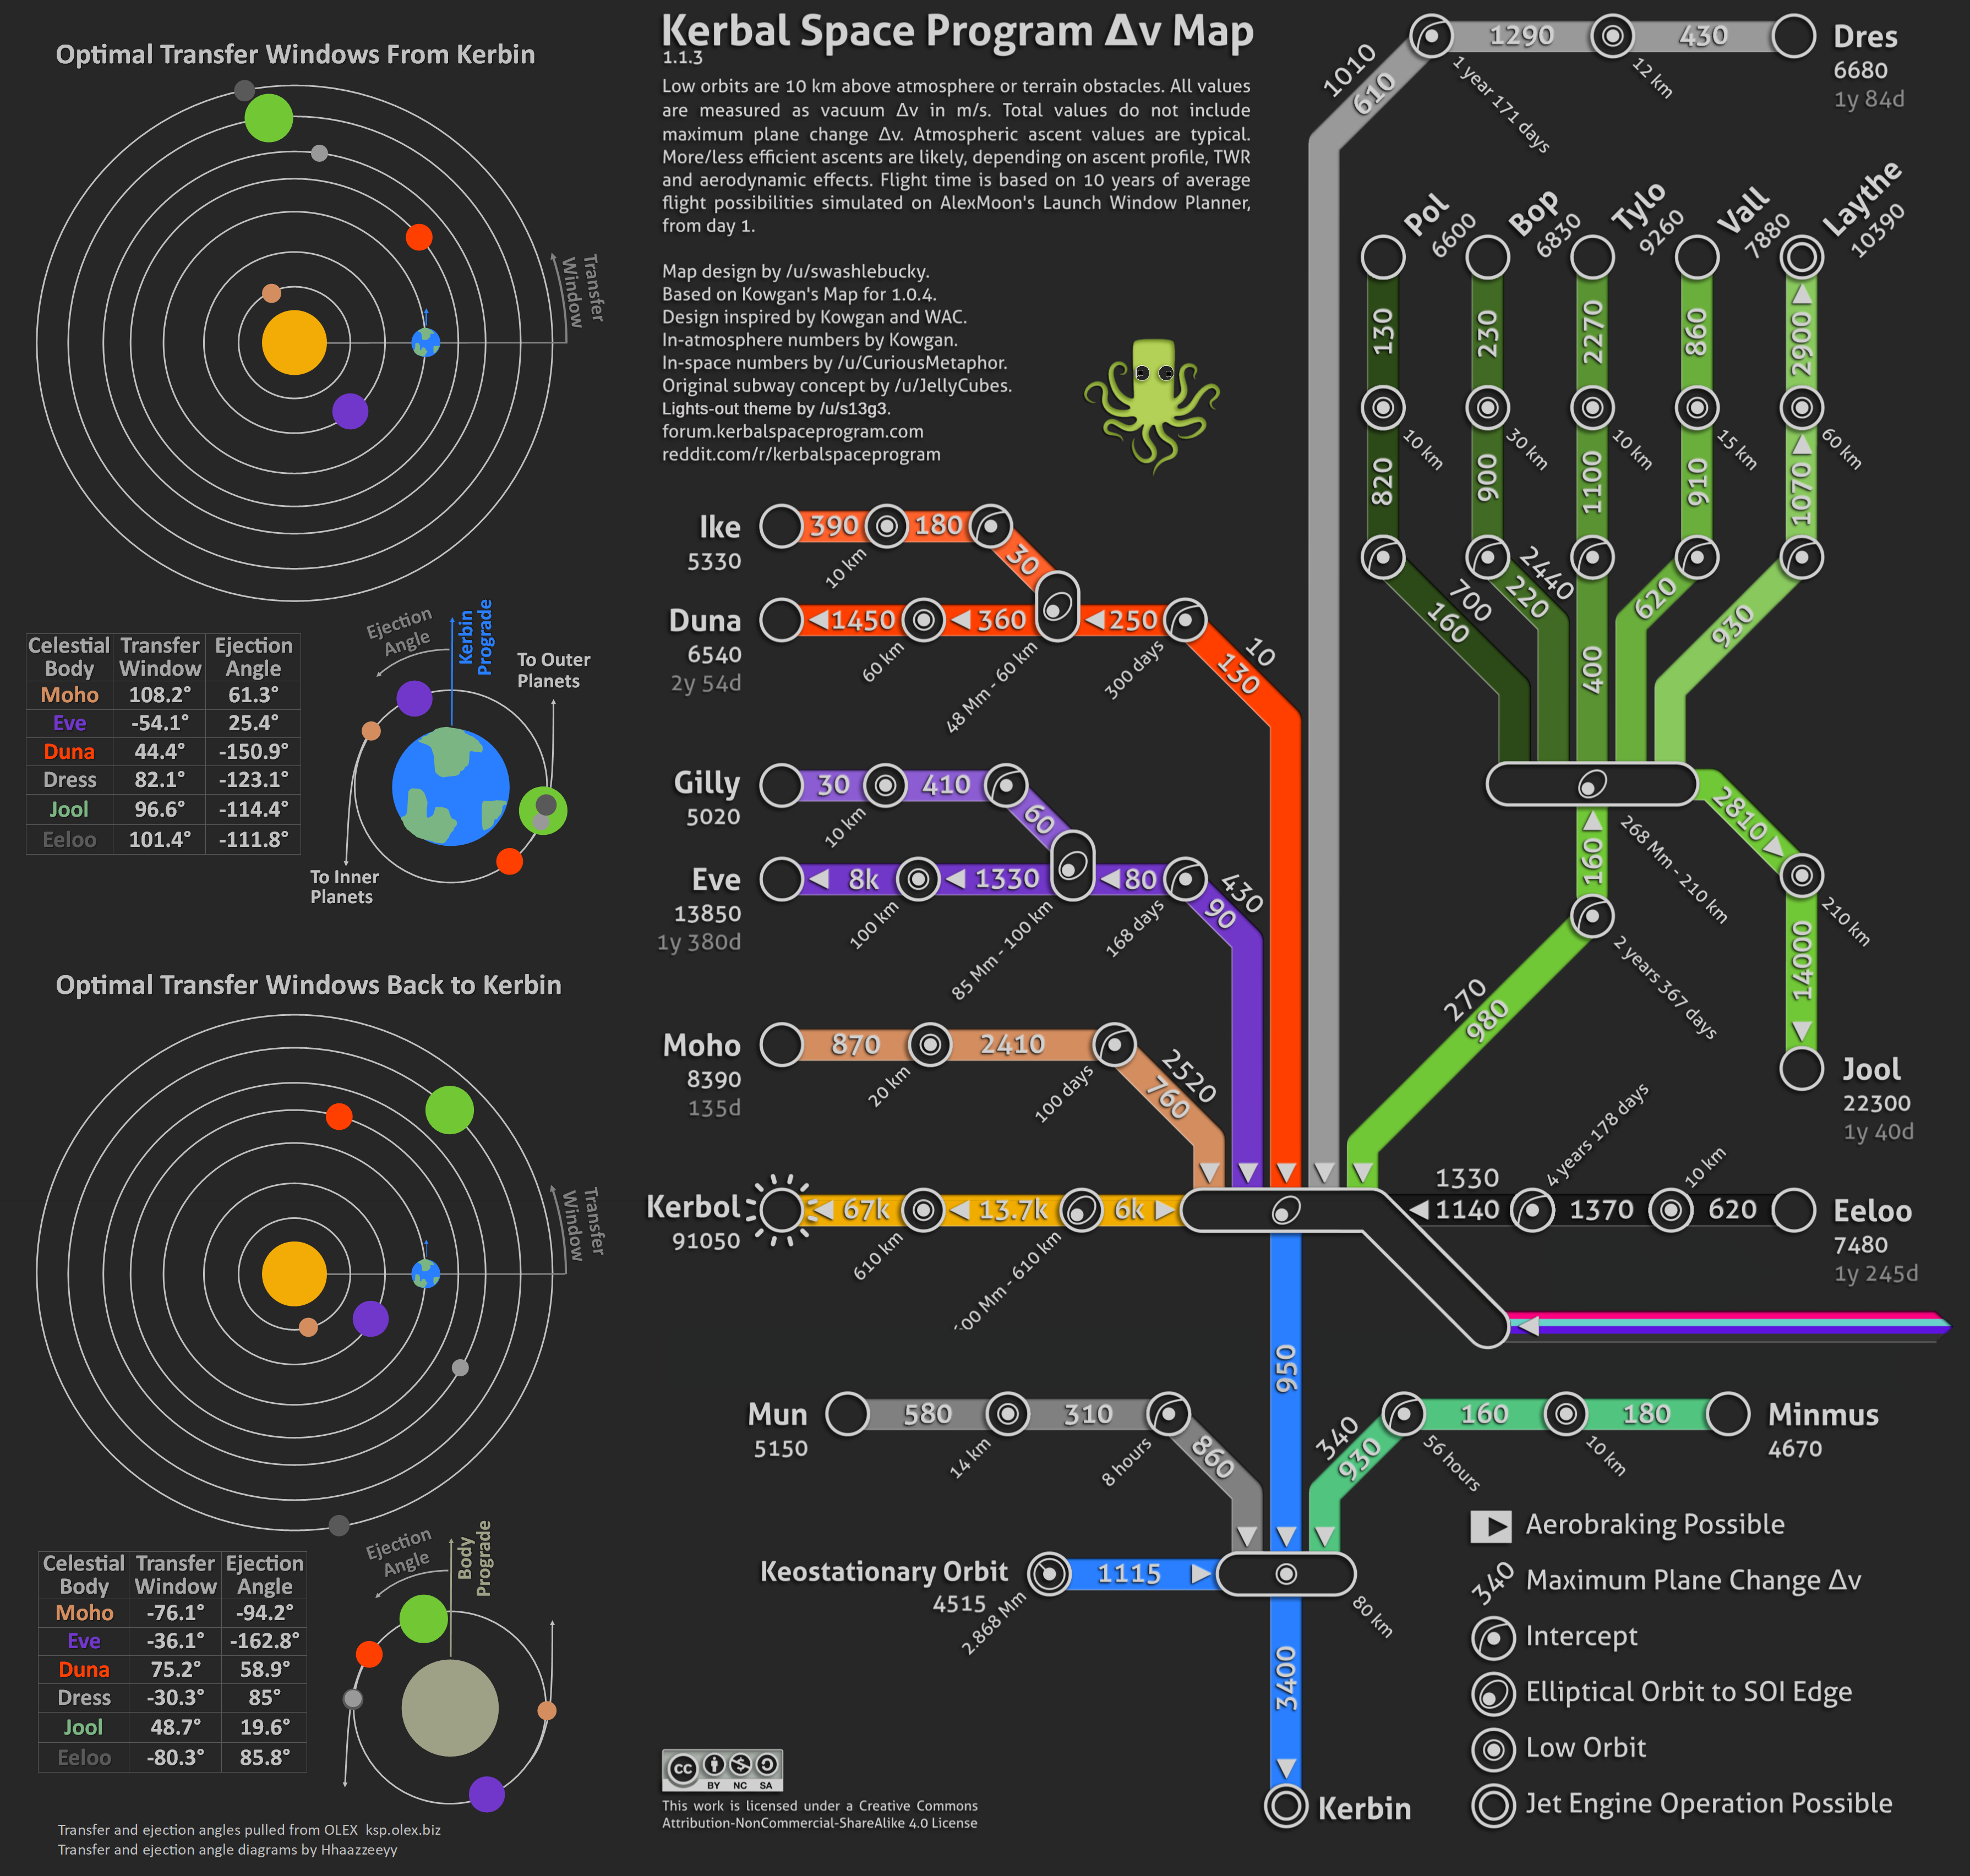 Optimal Transfer Windows From Kerbin
Transfer
Window
Celestial Body Transfer Window Ejection Angle
Moho 108.2° 61.3°
Eve -54.1° 25.4°
Duna 44.4° -150.9°
Dress 82.1° -123.1°
Jool 96.6° -114.4°
Eeloo 101.4° -111.8°
Ejection
Angle
Kerbin
Prograde
To Outer
Planets
To Inner
Planets
Optimal Transfer Windows Back to Kerbin
Transfer
Window
Celestial Body Transfer Window Ejection Angle
Moho -76.1° -94.2°
Eve -36.1° -162.8°
Duna 75.2° 58.9°
Dress -30.3° 85°
Jool 48.7° 19.6°
Eeloo -80.3° 85.8°
Ejection
Angle
Body
Prograde
Transfer and ejection angles pulled from OLEX ksp.olex.biz
Transfer and ejection angle diagrams by Hhaazzeeyy
Kerbal Space Program Δv Map
1.1.3
Low orbits are 10 km above atmosphere or terrain obstacles. All values
are measured as vacuum Δv in m/s. Total values do not include
maximum plane change Δv. Atmospheric ascent values are typical.
More/less efficient ascents are likely, depending on ascent profile, TWR
and aerodynamic effects. Flight time is based on 10 years of average
flight possibilities simulated on AlexMoon's Launch Window Planner,
from day 1.
Map design by /u/swashlebucky.
Based on Kowgan's Map for 1.0.4.
Design inspired by Kowgan and WAC.
In-atmosphere numbers by Kowgan.
In-space numbers by /u/CuriousMetaphor.
Original subway concept by /u/JellyCubes.
Lights-out theme by /u/s13g3.
forum.kerbalspaceprogram.com
reddit.com/r/kerbalspaceprogram
1010
610
1290
430
1 year 171 days
12 km
Dres
6680
1y 84d
Pol
6600
Bop
6830
Tylo
9260
Vall
7880
Laythe
10390
130
230
2270
860
2900
10 km
30 km
10 km
15 km
60 km
820
900
1100
910
1070
700
160
2440
220
400
620
930
2810
160
268 Mm - 210 km
210 km
14000
2 years 367 days
270
980
Jool
22300
1y 40d
Ike
5330
390
180
30
10 km
Duna
6540
2y 54d
1450
360
250
60 km
48 Mm - 60 km
300 days
10
130
Gilly
5020
30
410
60
10 km
Eve
13850
1y 380d
8k
1330
80
100 km
85 Mm - 100 km
168 days
430
90
Moho
8390
135d
870
2410
20 km
100 days
2520
760
Kerbol
91050
67k
13.7k
6k
610 km
00 Mm - 610 km
1330
1140
4 years 178 days
1370
10 km
620
Eeloo
7480
1y 245d
950
Mun
5150
580
310
860
14 km
8 hours
340
930
160
180
56 hours
10 km
Minmus
4670
Keostationary Orbit
4515
1115
2.868 Mm
80 km
3400
Kerbin
Aerobraking Possible
340 Maximum Plane Change Δv
Intercept
Elliptical Orbit to SOI Edge
Low Orbit
Jet Engine Operation Possible
cc BY NC SA
This work is licensed under a Creative Commons
Attribution-NonCommercial-ShareAlike 4.0 License